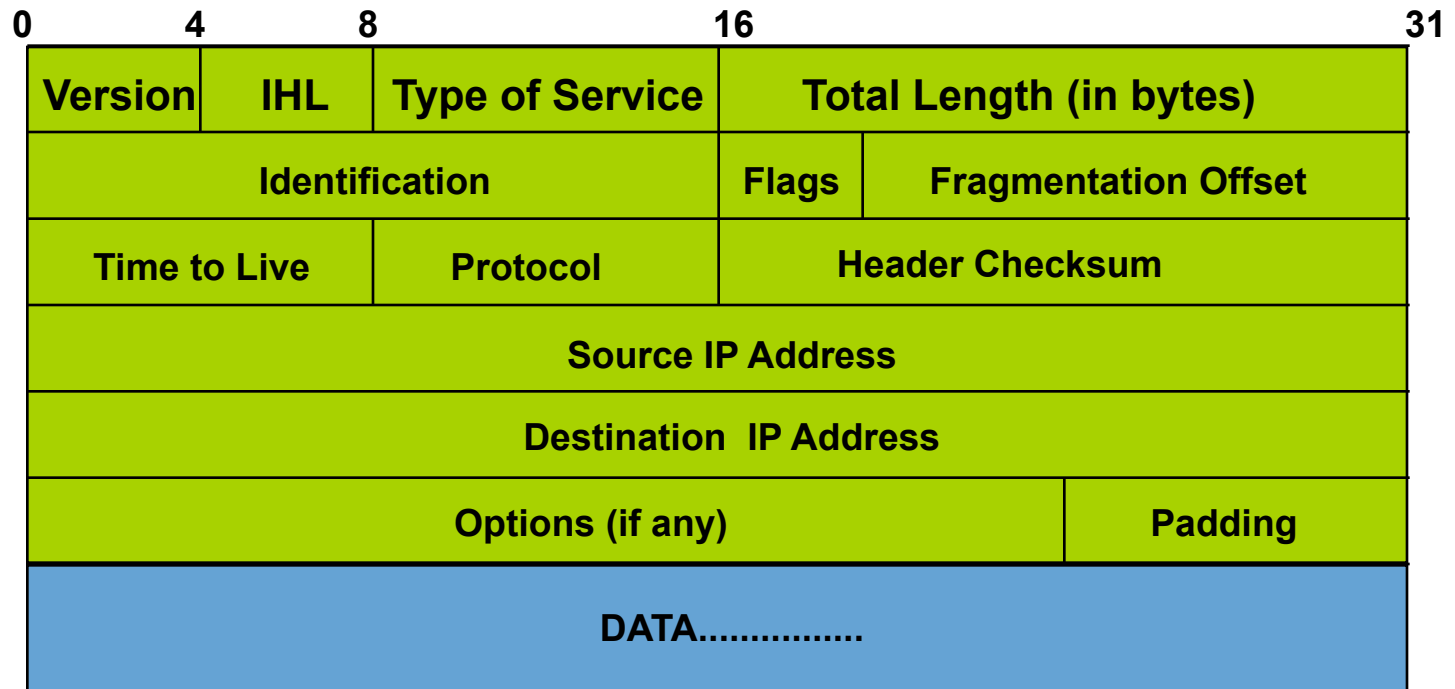 0 4 8 16 31
Version IHL Type of Service Total Length (in bytes)
Identification Flags Fragmentation Offset
Time to Live Protocol Header Checksum
Source IP Address
Destination IP Address
Options (if any) Padding
DATA................